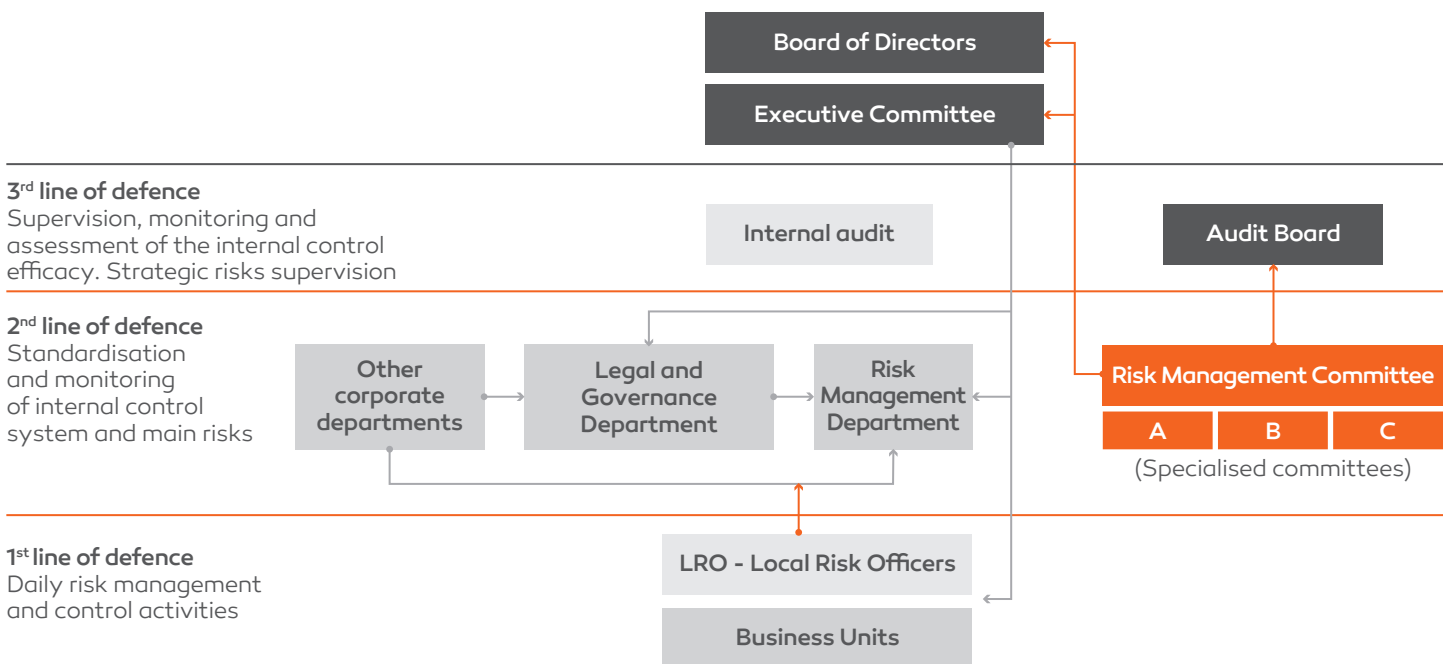 Board of Directors
Executive Committee
3rd line of defence
Supervision, monitoring and
assessment of the internal control
efficacy. Strategic risks supervision
Internal audit
Audit Board
2nd line of defence
Standardisation
and monitoring
of internal control
system and main risks
Other
corporate
departments
Legal and
Governance
Department
Risk
Management
Department
Risk Management Committee
A
B
C
(Specialised committees)
1st line of defence
Daily risk management
and control activities
LRO - Local Risk Officers
Business Units